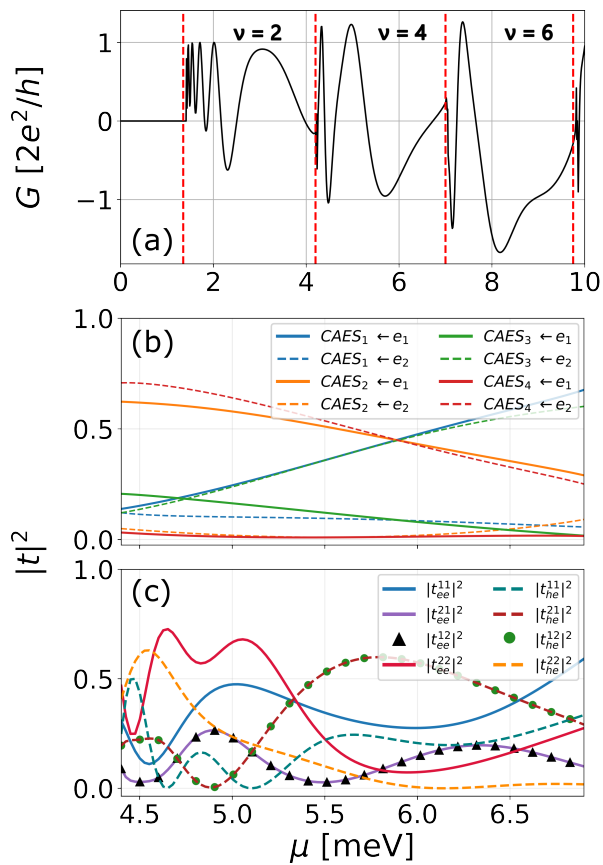 G [2e²/h]
1
0
−1
ν = 2
ν = 4
ν = 6
(a)
0 2 4 6 8 10
|t|²
1.0
0.5
0.0
(b)
CAES₁ ← e₁
CAES₁ ← e₂
CAES₂ ← e₁
CAES₂ ← e₂
CAES₃ ← e₁
CAES₃ ← e₂
CAES₄ ← e₁
CAES₄ ← e₂
1.0
0.5
0.0
(c)
|t¹¹ₑₑ|²
|t²¹ₑₑ|²
|t¹²ₑₑ|²
|t²²ₑₑ|²
|t¹¹ₕₑ|²
|t²¹ₕₑ|²
|t¹²ₕₑ|²
|t²²ₕₑ|²
4.5 5.0 5.5 6.0 6.5
μ [meV]